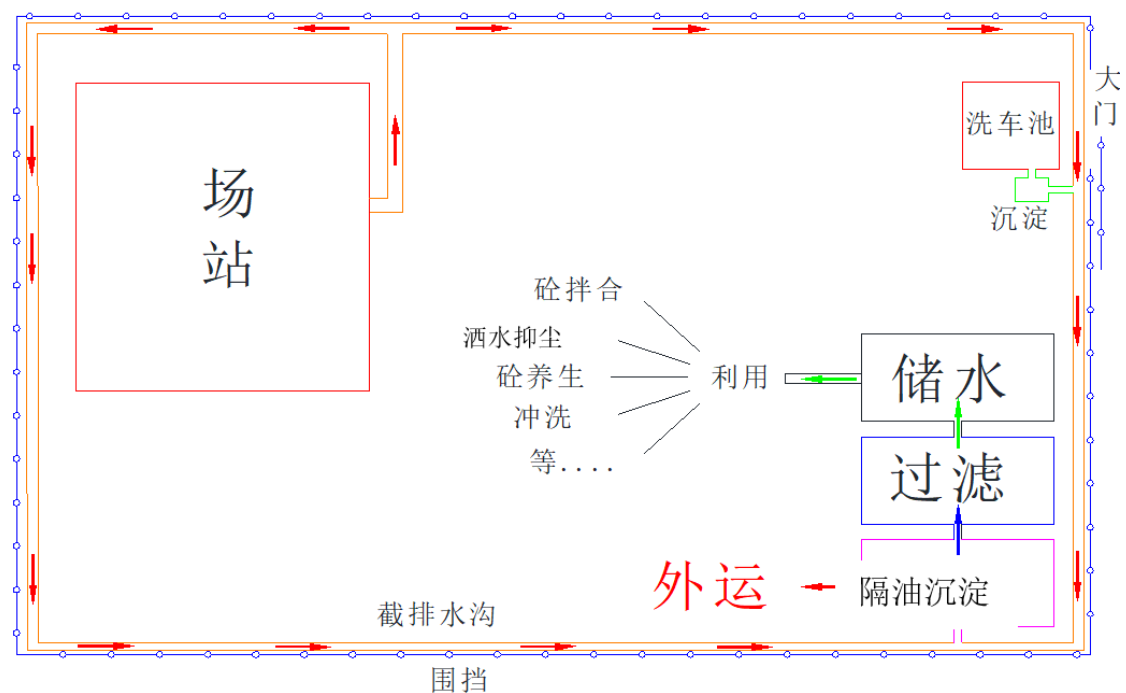 大
门
洗车池
场
站
沉淀
砼拌合
洒水抑尘
砼养生
利用
储水
冲洗
等....
过滤
外运
隔油沉淀
截排水沟
围挡